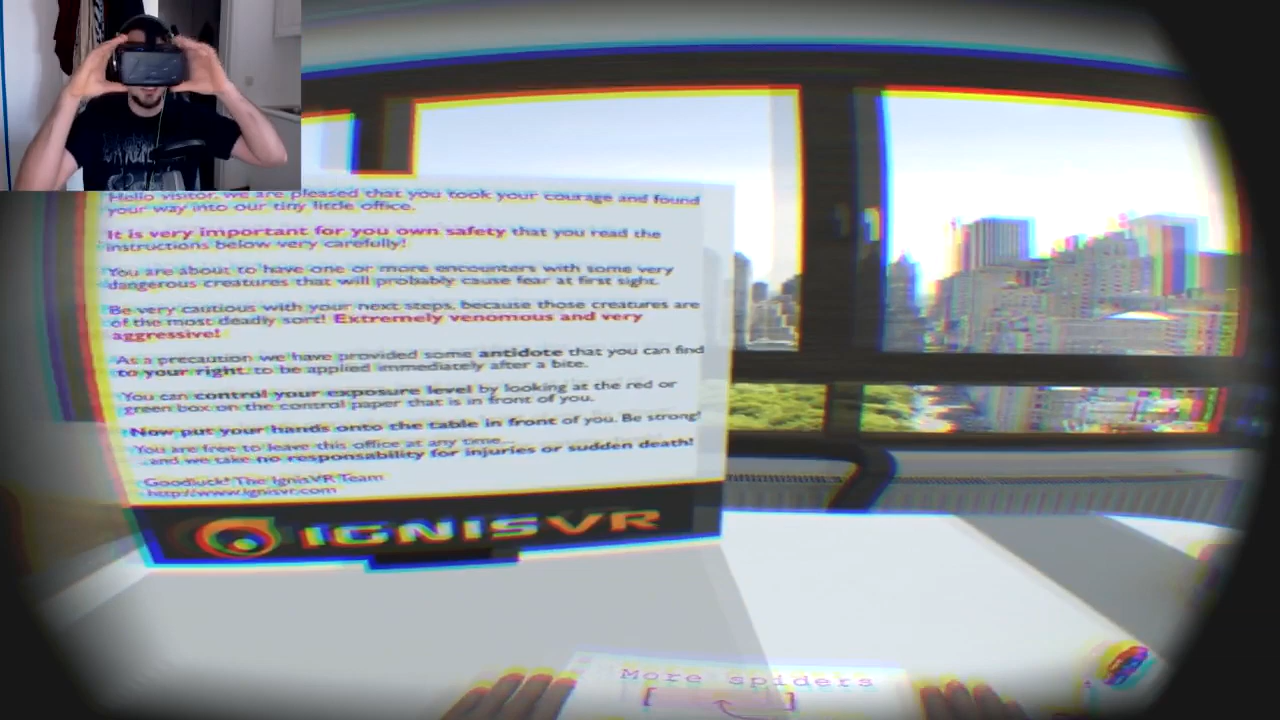 Hello visitor, we are pleased that you took your courage and found
your way into our tiny little office.
It is very important for you own safety that you read the
instructions below very carefully!
You are about to have one or more encounters with some very
dangerous creatures that will probably cause fear at first sight.
Be very cautious with your next steps, because those creatures are
of the most deadly sort! Extremely venomous and very
aggressive!
As a precaution we have provided some antidote that you can find
to your right, to be applied immediately after a bite.
You can control your exposure level by looking at the red or
green box on the control paper that is in front of you.
Now put your hands onto the table in front of you. Be strong!
You are free to leave this office at any time...
...and we take no responsibility for injuries or sudden death!
Goodluck! The IgnisVR Team
http://www.ignisvr.com
IGNISVR
More spiders